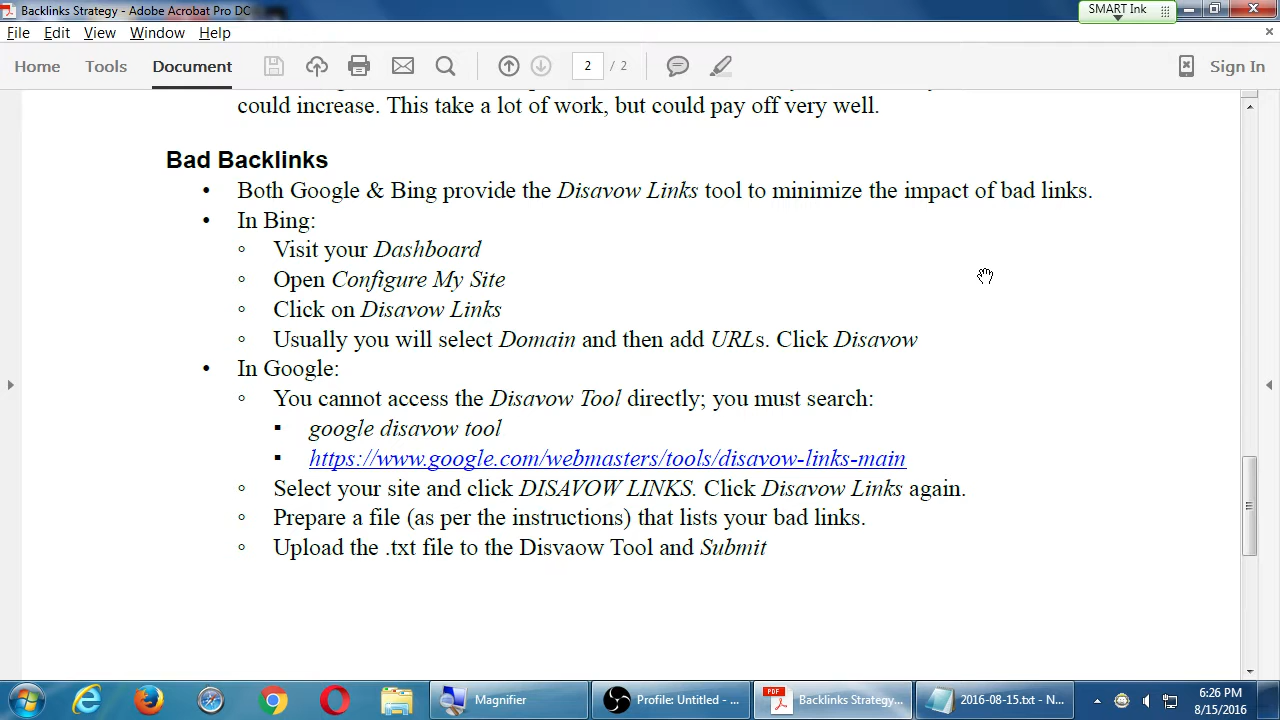 Backlinks Strategy - Adobe Acrobat Pro DC
SMART Ink
File Edit View Window Help
Home Tools Document 2 / 2 Sign In
could increase. This take a lot of work, but could pay off very well.
Bad Backlinks
• Both Google & Bing provide the Disavow Links tool to minimize the impact of bad links.
• In Bing:
◦ Visit your Dashboard
◦ Open Configure My Site
◦ Click on Disavow Links
◦ Usually you will select Domain and then add URLs. Click Disavow
• In Google:
◦ You cannot access the Disavow Tool directly; you must search:
▪ google disavow tool
▪ https://www.google.com/webmasters/tools/disavow-links-main
◦ Select your site and click DISAVOW LINKS. Click Disavow Links again.
◦ Prepare a file (as per the instructions) that lists your bad links.
◦ Upload the .txt file to the Disvaow Tool and Submit
Magnifier
Profile: Untitled - ...
PDF
Backlinks Strategy...
2016-08-15.txt - N...
6:26 PM
8/15/2016